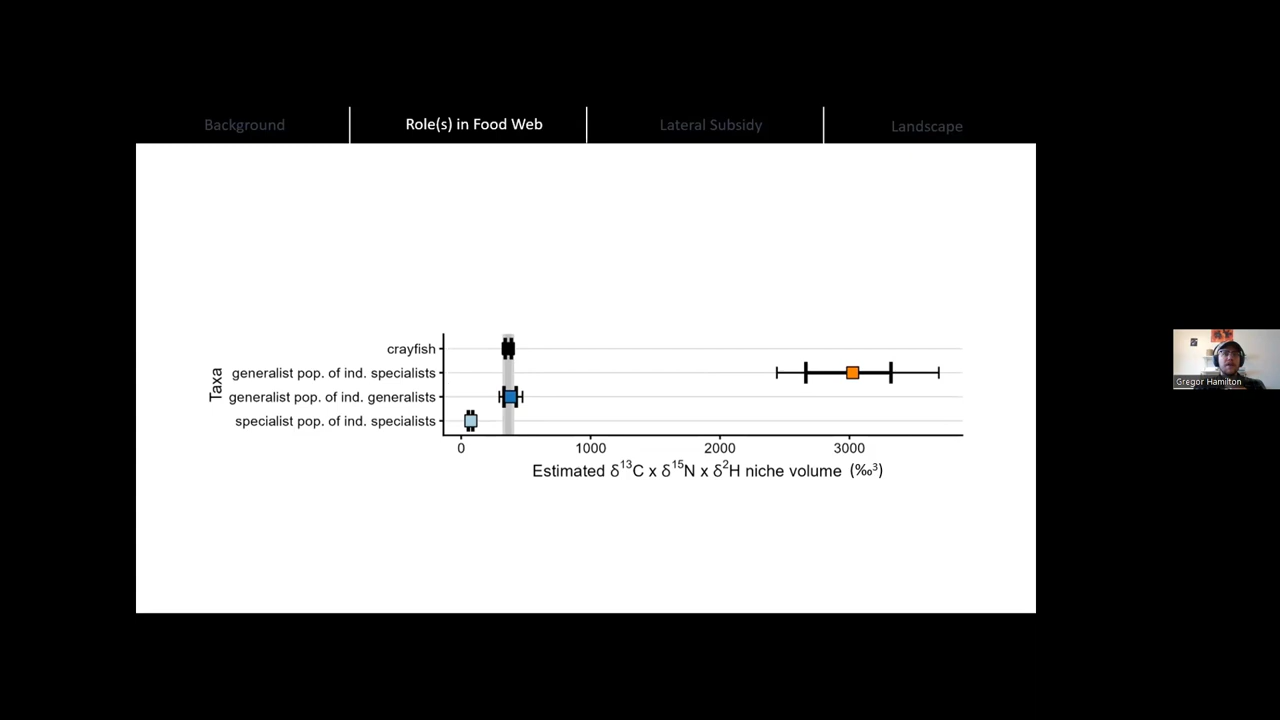 Background
Role(s) in Food Web
Lateral Subsidy
Landscape
Taxa
crayfish
generalist pop. of ind. specialists
generalist pop. of ind. generalists
specialist pop. of ind. specialists
0 1000 2000 3000
Estimated δ¹³C x δ¹⁵N x δ²H niche volume (‰³)
Gregor Hamilton